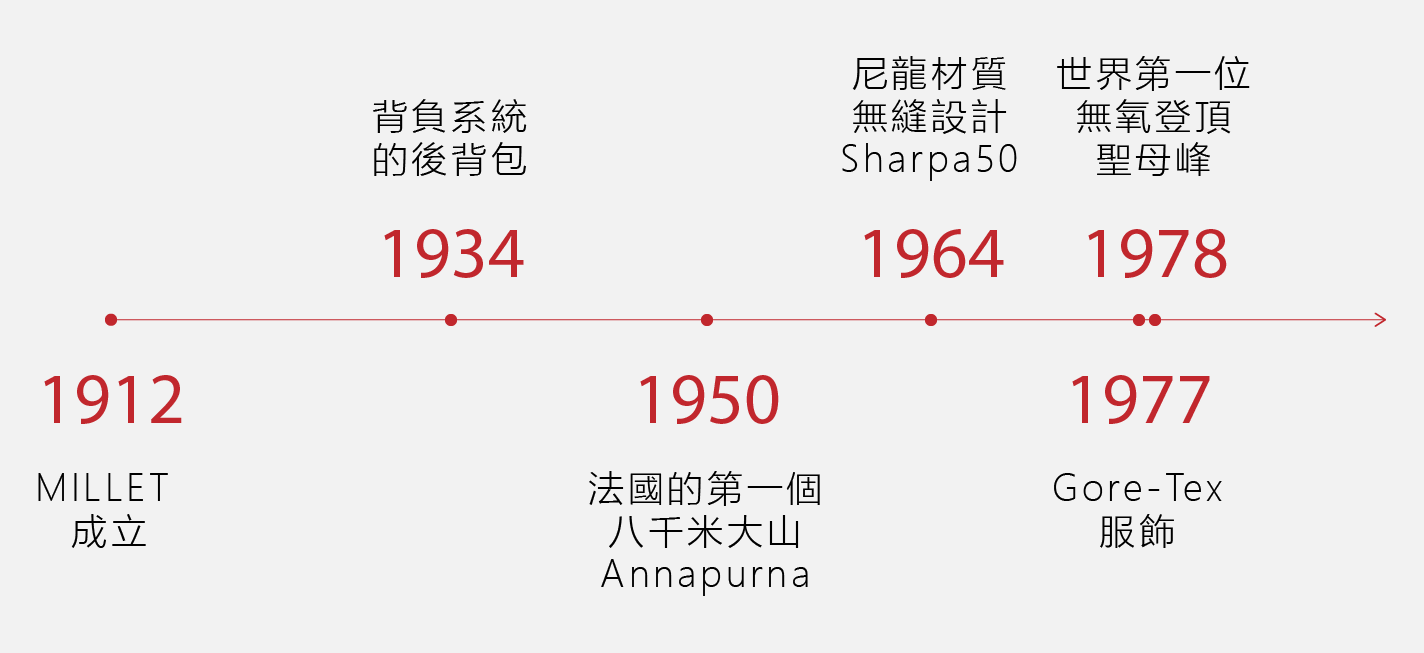 MILLET
成立
1912
背負系統
的後背包
1934
1950
法國的第一個
八千米大山
Annapurna
尼龍材質
無縫設計
Sharpa50
1964
1977
Gore-Tex
服飾
世界第一位
無氧登頂
聖母峰
1978